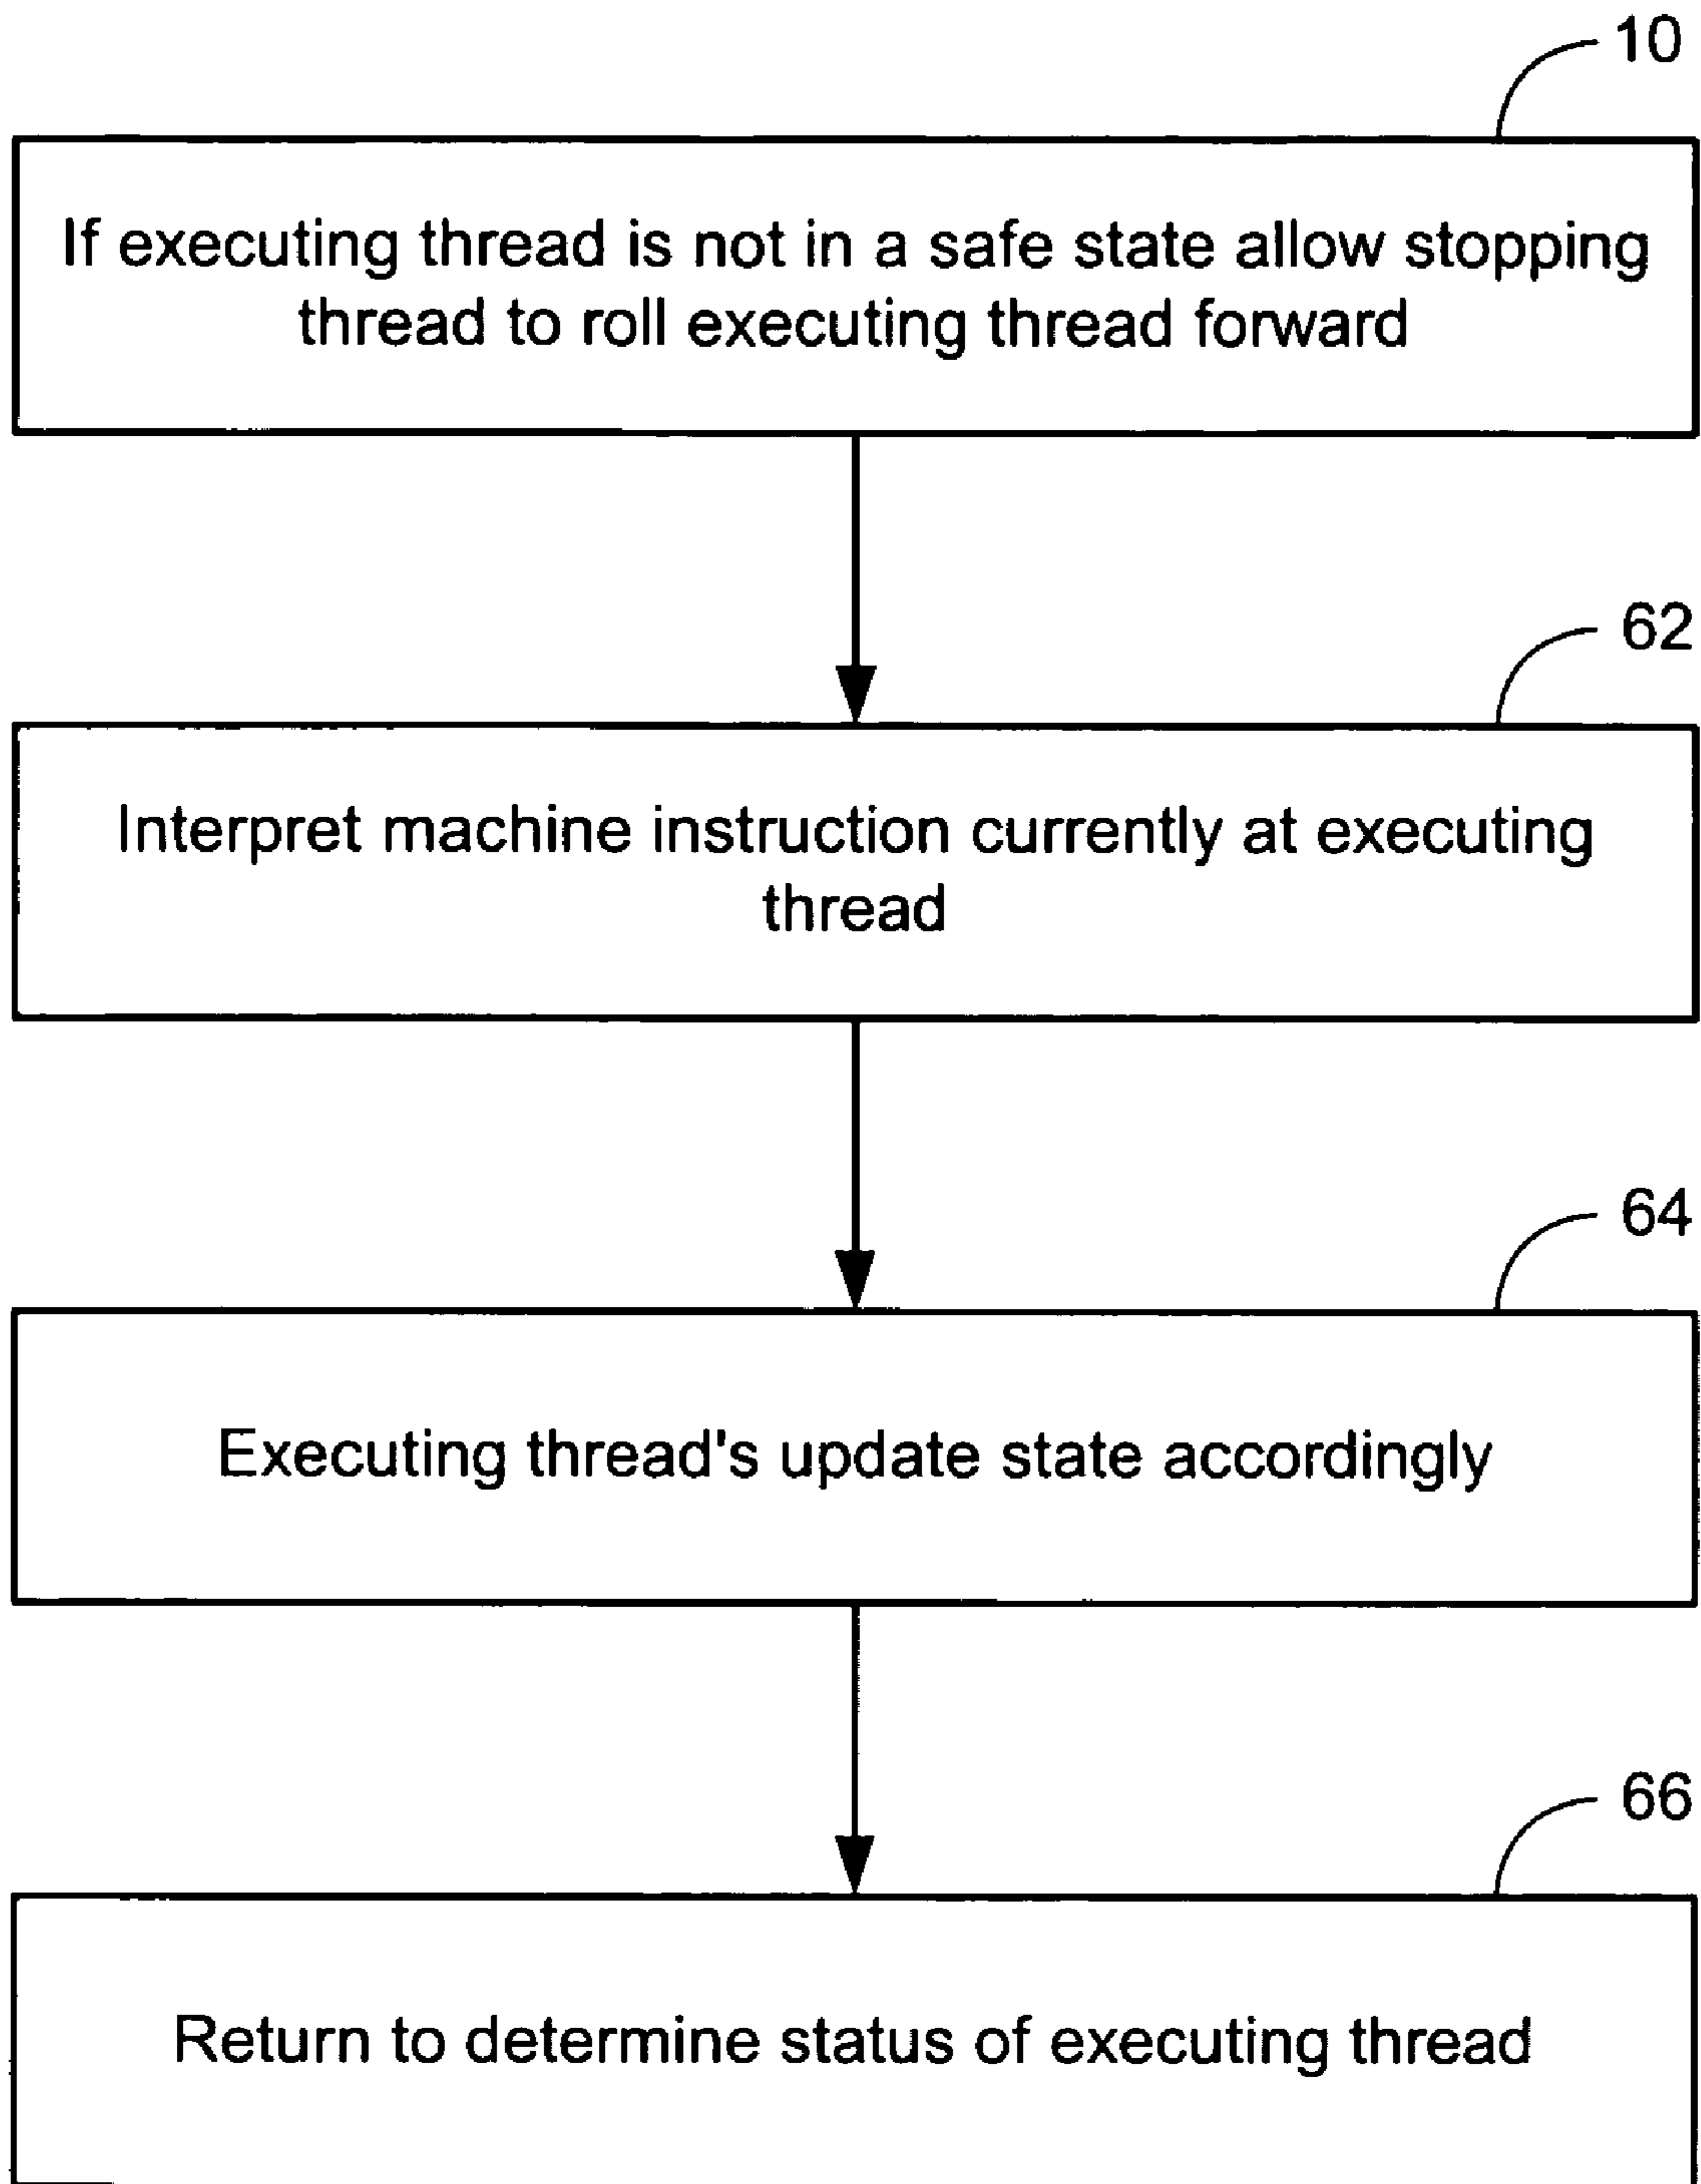 10
If executing thread is not in a safe state allow stopping
thread to roll executing thread forward
62
Interpret machine instruction currently at executing
thread
64
Executing thread's update state accordingly
66
Return to determine status of executing thread